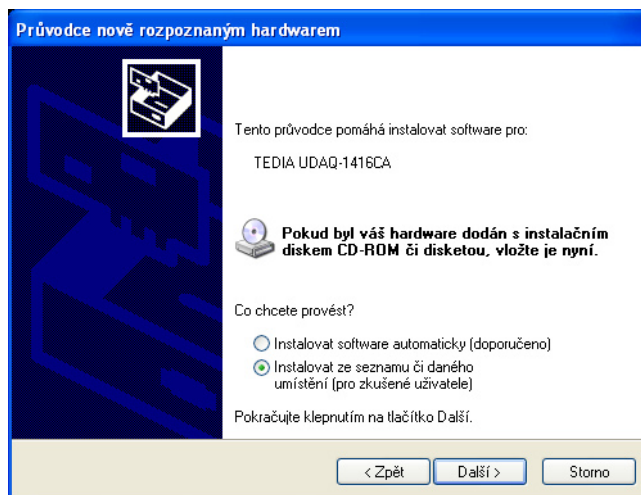 Průvodce nově rozpoznaným hardwarem
Tento průvodce pomáhá instalovat software pro:
TEDIA UDAQ-1416CA
Pokud byl váš hardware dodán s instalačním
diskem CD-ROM či disketou, vložte je nyní.
Co chcete provést?
Instalovat software automaticky (doporučeno)
Instalovat ze seznamu či daného
umístění (pro zkušené uživatele)
Pokračujte klepnutím na tlačítko Další.
< Zpět
Další >
Storno